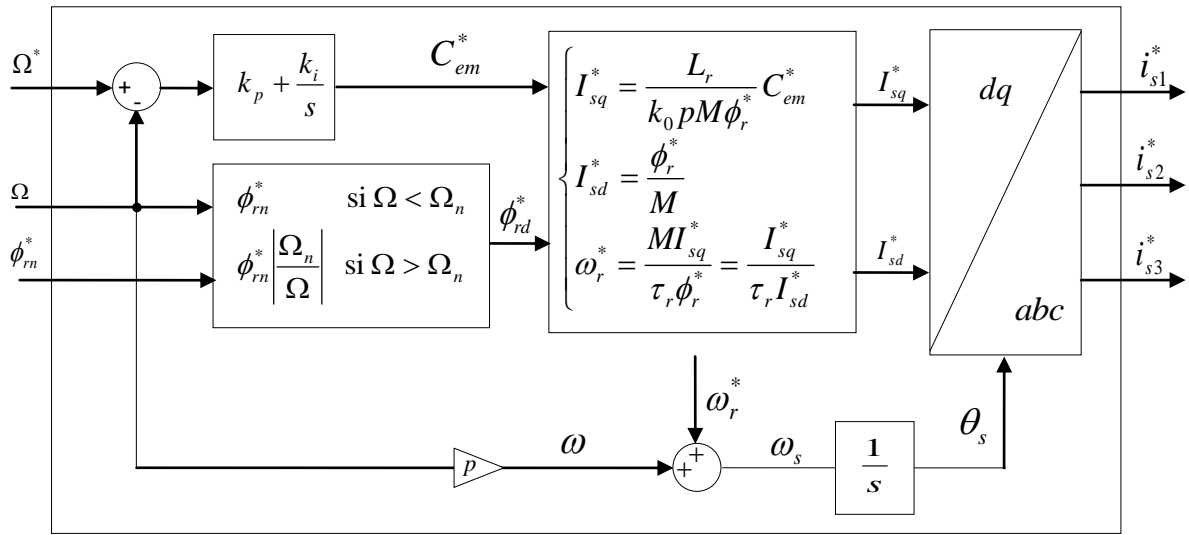 Ω*
+
-
k_p + k_i / s
C*_em
Ω
φ*_rn
φ*_rn si Ω < Ω_n
φ*_rn |Ω_n / Ω| si Ω > Ω_n
φ*_rd
I*_sq = L_r / (k_0 p M φ*_r) C*_em
I*_sd = φ*_r / M
ω*_r = M I*_sq / (τ_r φ*_r) = I*_sq / (τ_r I*_sd)
I*_sq
I*_sd
dq
abc
i*_s1
i*_s2
i*_s3
p
ω
ω*_r
+
+
ω_s
1 / s
θ_s